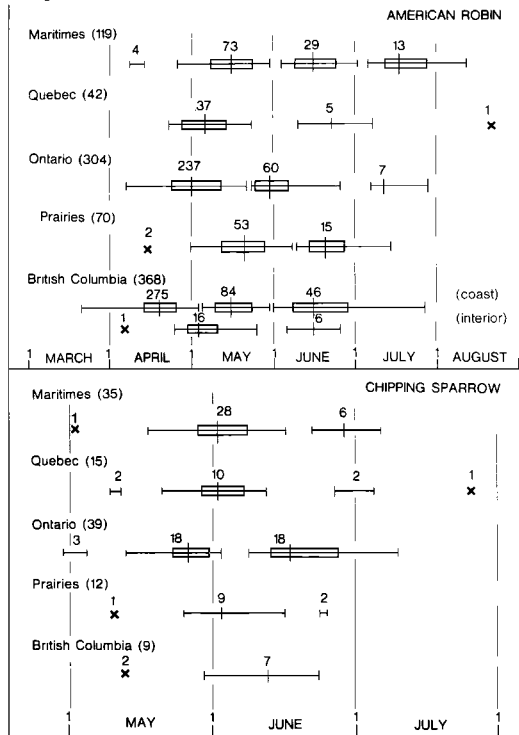 AMERICAN ROBIN
Maritimes (119)
4 73 29 13
Quebec (42)
37 5 1
Ontario (304)
237 60 7
Prairies (70)
2 53 15
British Columbia (368)
275 84 46 (coast)
1 16 6 (interior)
1 1 1 1 1 1
MARCH APRIL MAY JUNE JULY AUGUST
CHIPPING SPARROW
Maritimes (35)
1 28 6
Quebec (15)
2 10 2 1
Ontario (39)
3 18 18
Prairies (12)
1 9 2
British Columbia (9)
2 7
1 1 1 1
MAY JUNE JULY